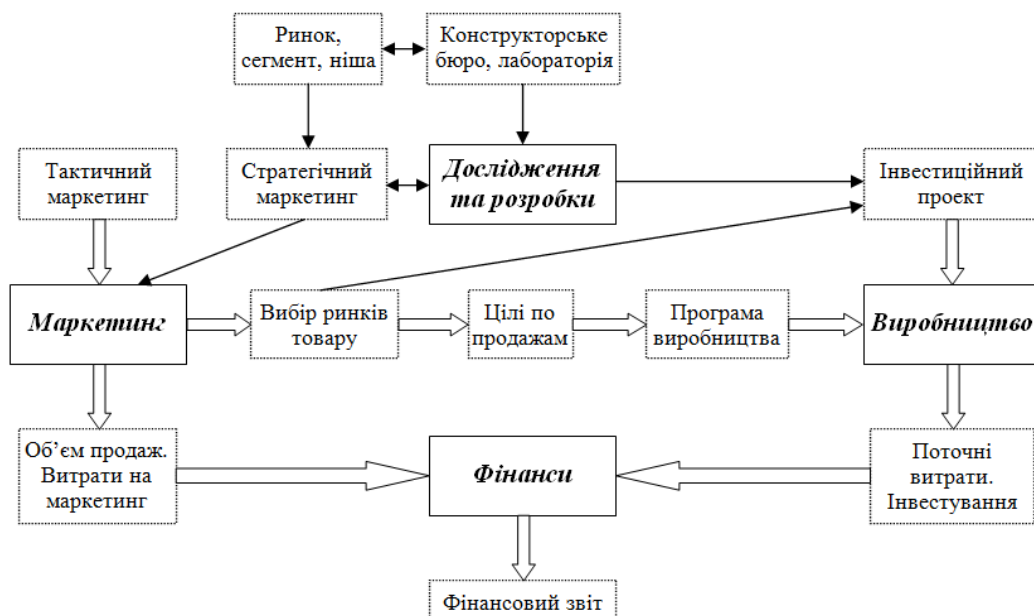 Ринок,
сегмент, ніша
Конструкторське
бюро, лабораторія
Тактичний
маркетинг
Стратегічний
маркетинг
Дослідження
та розробки
Інвестиційний
проект
Маркетинг
Вибір ринків
товару
Цілі по
продажам
Програма
виробництва
Виробництво
Об’єм продаж.
Витрати на
маркетинг
Фінанси
Поточні
витрати.
Інвестування
Фінансовий звіт